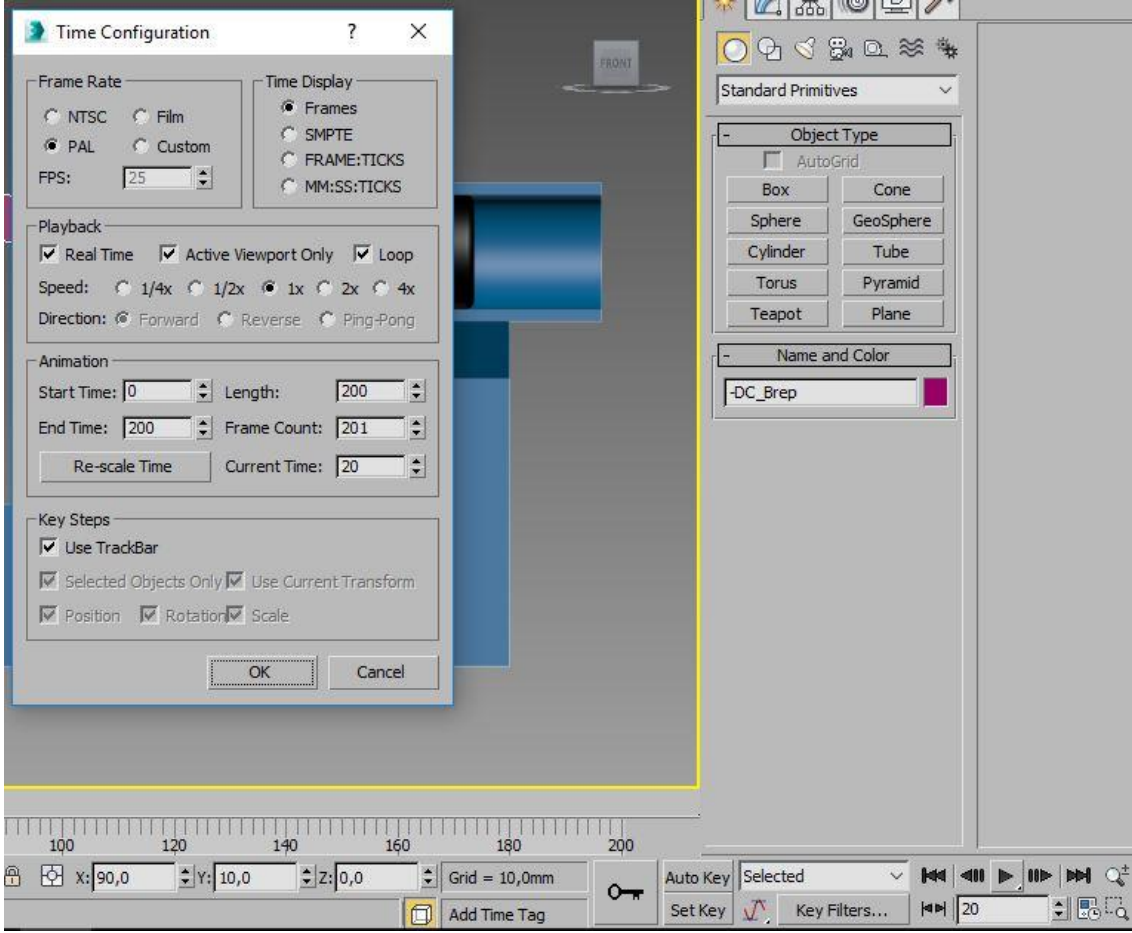 Time Configuration ? ×
FRONT
Frame Rate
Time Display
NTSC Film
Frames
PAL Custom
SMPTE
FPS: 25
FRAME:TICKS
MM:SS:TICKS
Playback
Real Time Active Viewport Only Loop
Speed: 1/4x 1/2x 1x 2x 4x
Direction: Forward Reverse Ping-Pong
Animation
Start Time: 0 Length: 200
End Time: 200 Frame Count: 201
Re-scale Time Current Time: 20
Key Steps
Use TrackBar
Selected Objects Only Use Current Transform
Position Rotation Scale
OK Cancel
Standard Primitives
- Object Type
AutoGrid
Box Cone
Sphere GeoSphere
Cylinder Tube
Torus Pyramid
Teapot Plane
- Name and Color
-DC_Brep
100 120 140 160 180 200
X: 90,0 Y: 10,0 Z: 0,0 Grid = 10,0mm
Add Time Tag
Auto Key Selected
Set Key Key Filters... 20